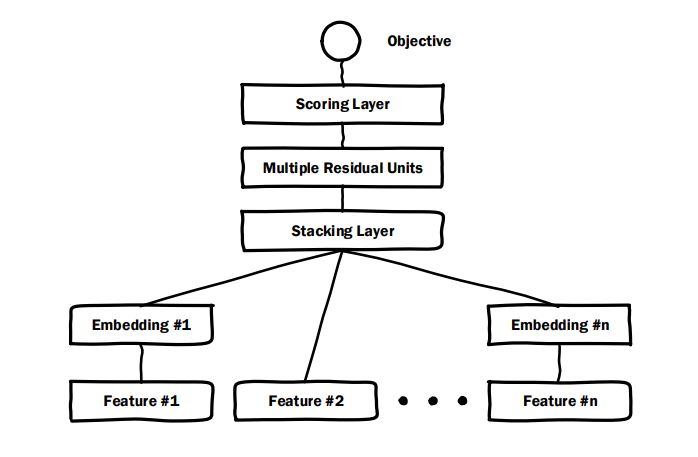 Objective
Scoring Layer
Multiple Residual Units
Stacking Layer
Embedding #1
Embedding #n
Feature #1
Feature #2
Feature #n